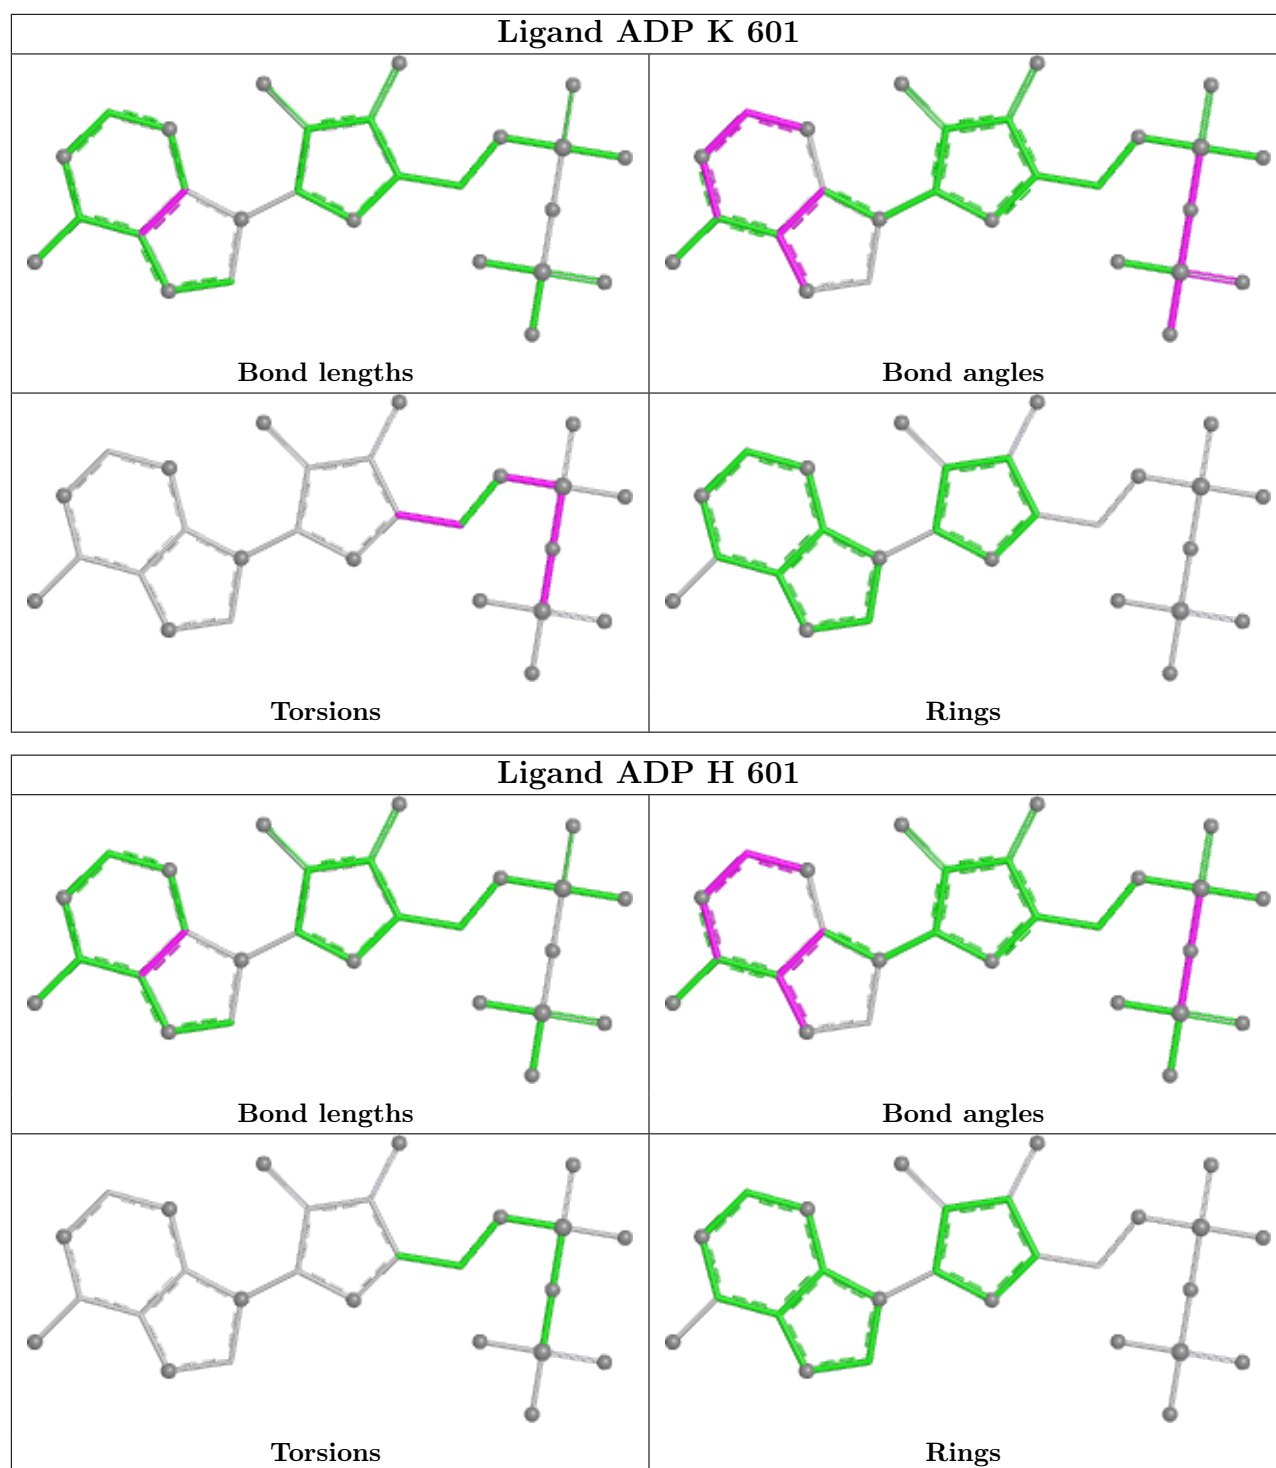 Ligand ADP K 601
Bond lengths
Bond angles
Torsions
Rings
Ligand ADP H 601
Bond lengths
Bond angles
Torsions
Rings